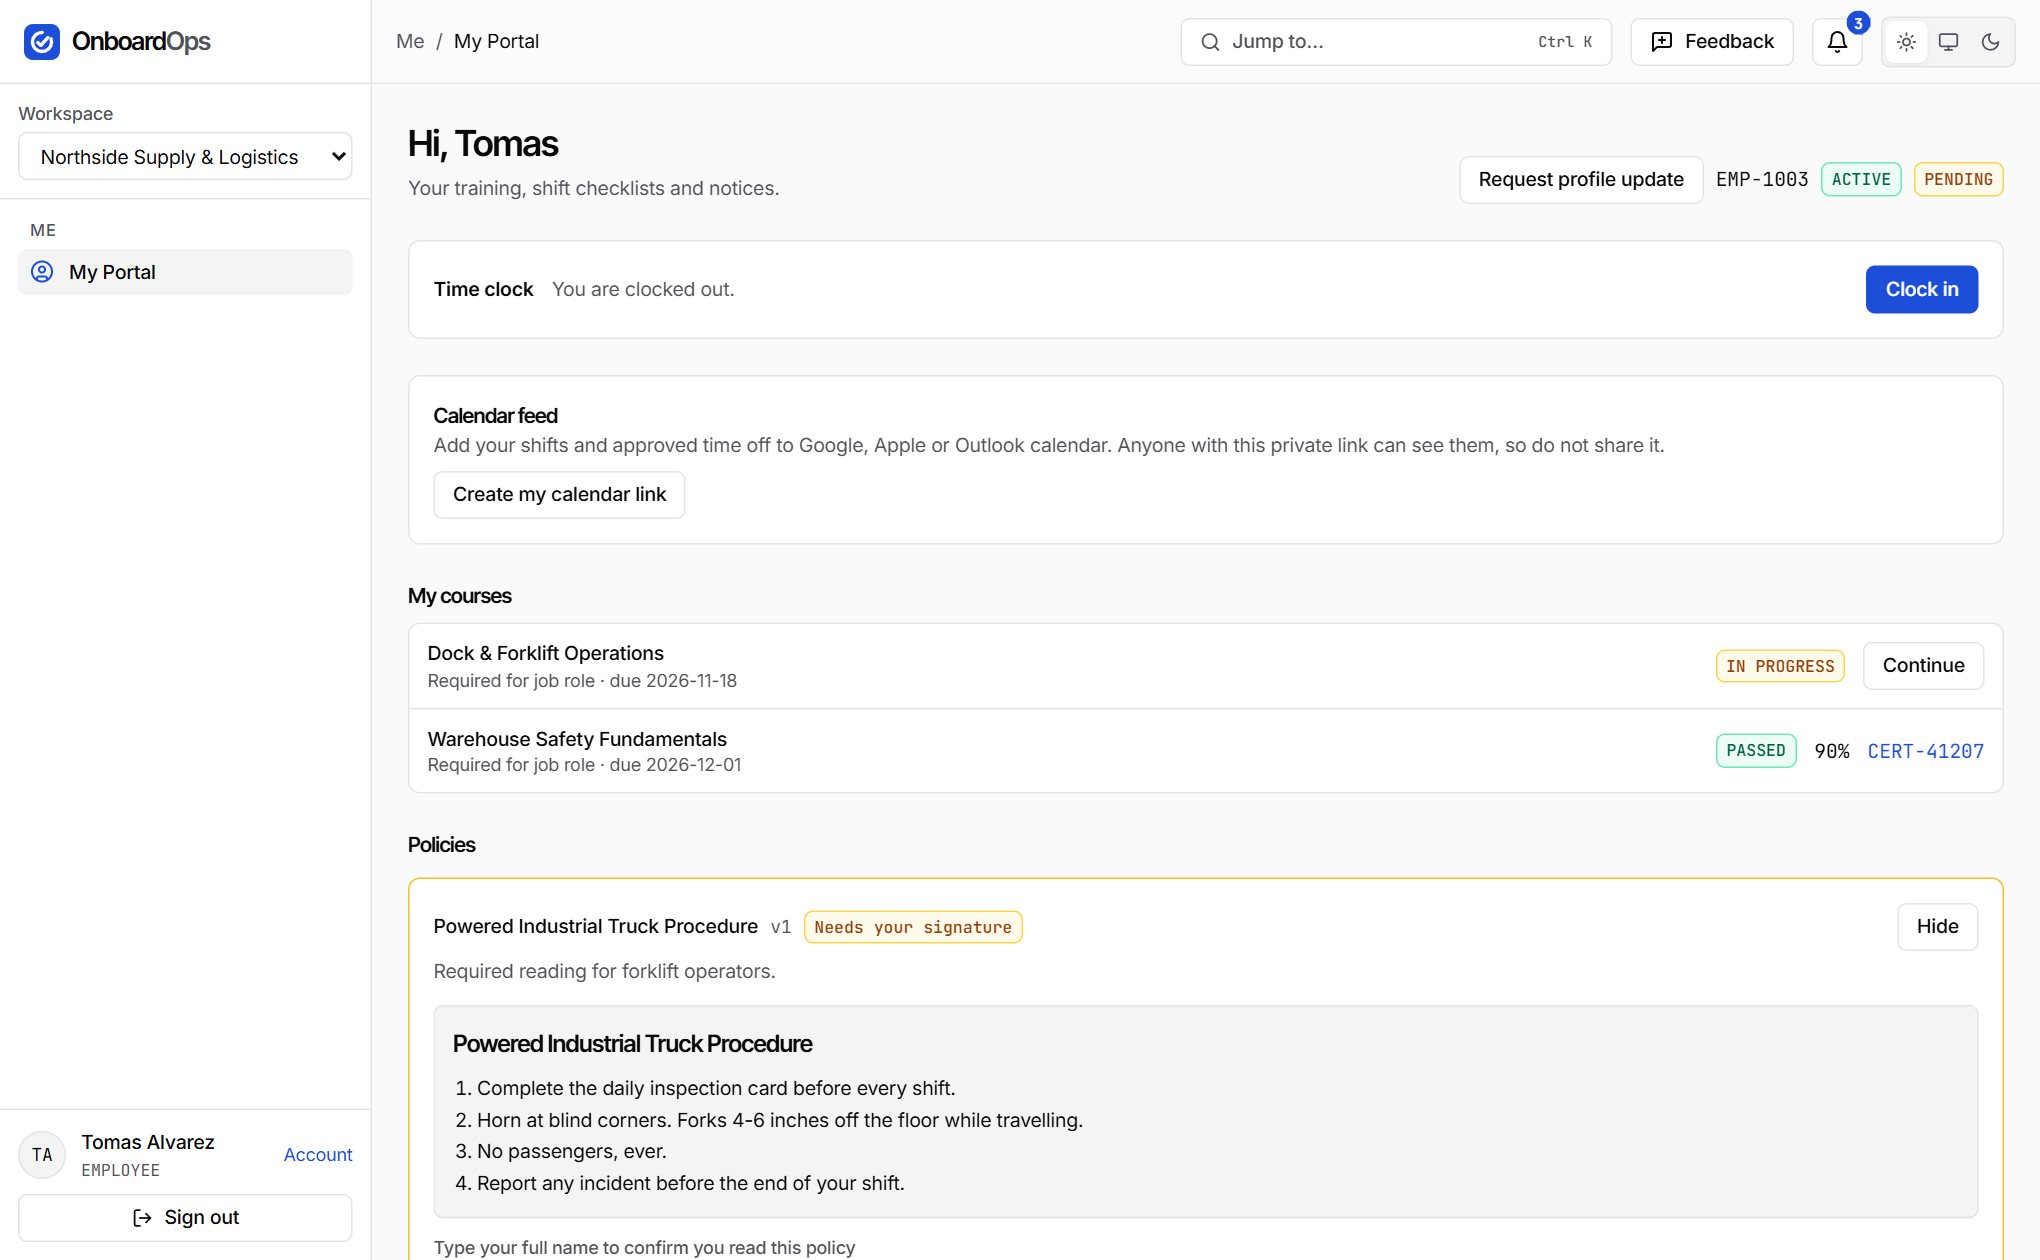 OnboardOps
Me / My Portal
Jump to... Ctrl K
Feedback
3
Workspace
Northside Supply & Logistics
ME
My Portal
Hi, Tomas
Your training, shift checklists and notices.
Request profile update EMP-1003 ACTIVE PENDING
Time clock You are clocked out.
Clock in
Calendar feed
Add your shifts and approved time off to Google, Apple or Outlook calendar. Anyone with this private link can see them, so do not share it.
Create my calendar link
My courses
Dock & Forklift Operations
Required for job role · due 2026-11-18
IN PROGRESS Continue
Warehouse Safety Fundamentals
Required for job role · due 2026-12-01
PASSED 90% CERT-41207
Policies
Powered Industrial Truck Procedure v1 Needs your signature
Hide
Required reading for forklift operators.
Powered Industrial Truck Procedure
1. Complete the daily inspection card before every shift.
2. Horn at blind corners. Forks 4-6 inches off the floor while travelling.
3. No passengers, ever.
4. Report any incident before the end of your shift.
Type your full name to confirm you read this policy
TA
Tomas Alvarez
EMPLOYEE
Account
Sign out